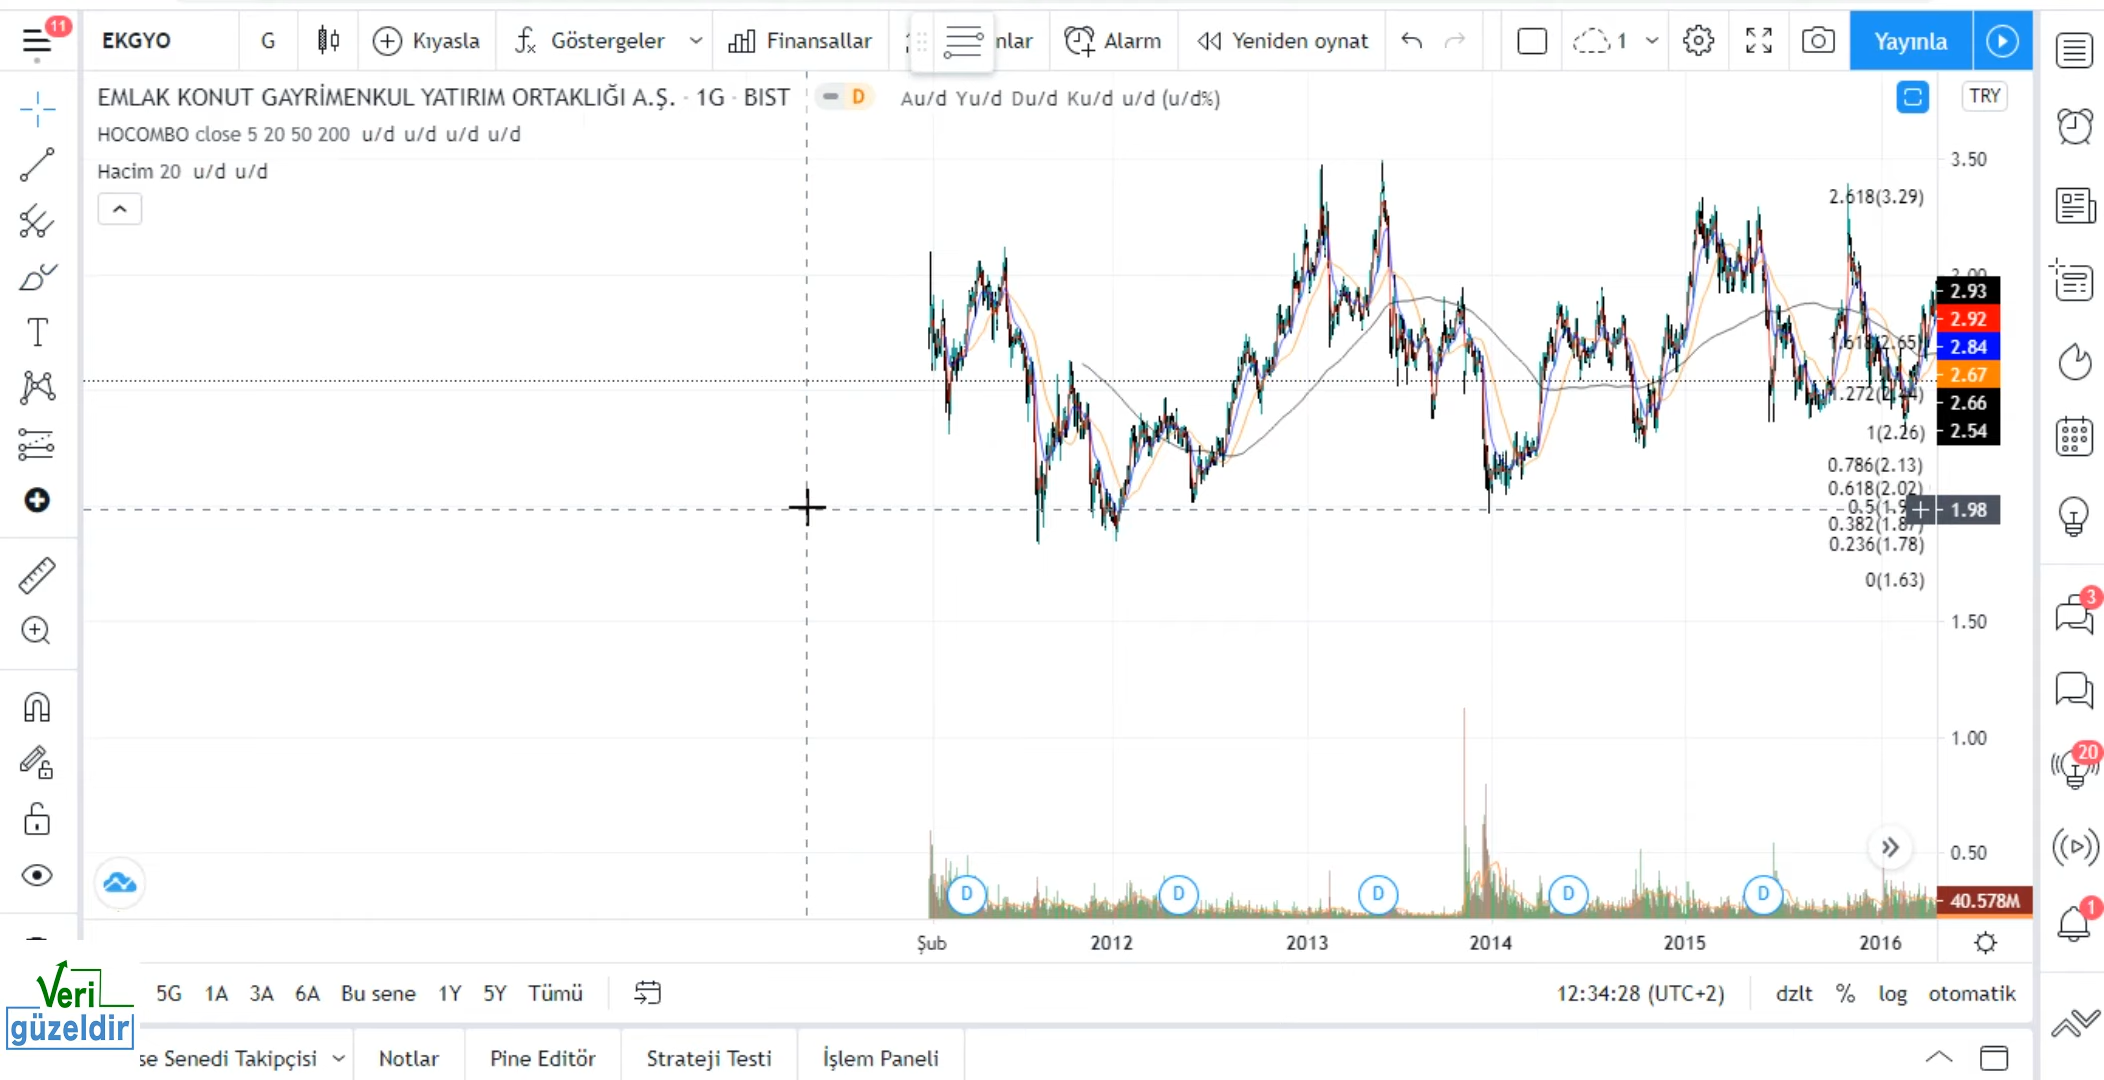 11
EKGYO
G
Kıyasla
Göstergeler
Finansallar
nlar
Alarm
Yeniden oynat
1
Yayınla
EMLAK KONUT GAYRİMENKUL YATIRIM ORTAKLIĞI A.Ş. · 1G · BIST
D
Au/d Yu/d Du/d Ku/d u/d (u/d%)
TRY
HOCOMBO close 5 20 50 200 u/d u/d u/d u/d
Hacim 20 u/d u/d
3.50
2.618(3.29)
2.93
2.92
2.84
2.67
2.66
2.54
1(2.26)
0.786(2.13)
0.618(2.02)
1.98
0.382(1.87)
0.236(1.78)
0(1.63)
1.50
1.00
0.50
40.578M
D
D
D
D
D
3
20
1
Şub
2012
2013
2014
2015
2016
5G
1A
3A
6A
Bu sene
1Y
5Y
Tümü
12:34:28 (UTC+2)
dzlt
%
log
otomatik
Veri
güzeldir
se Senedi Takipçisi
Notlar
Pine Editör
Strateji Testi
İşlem Paneli